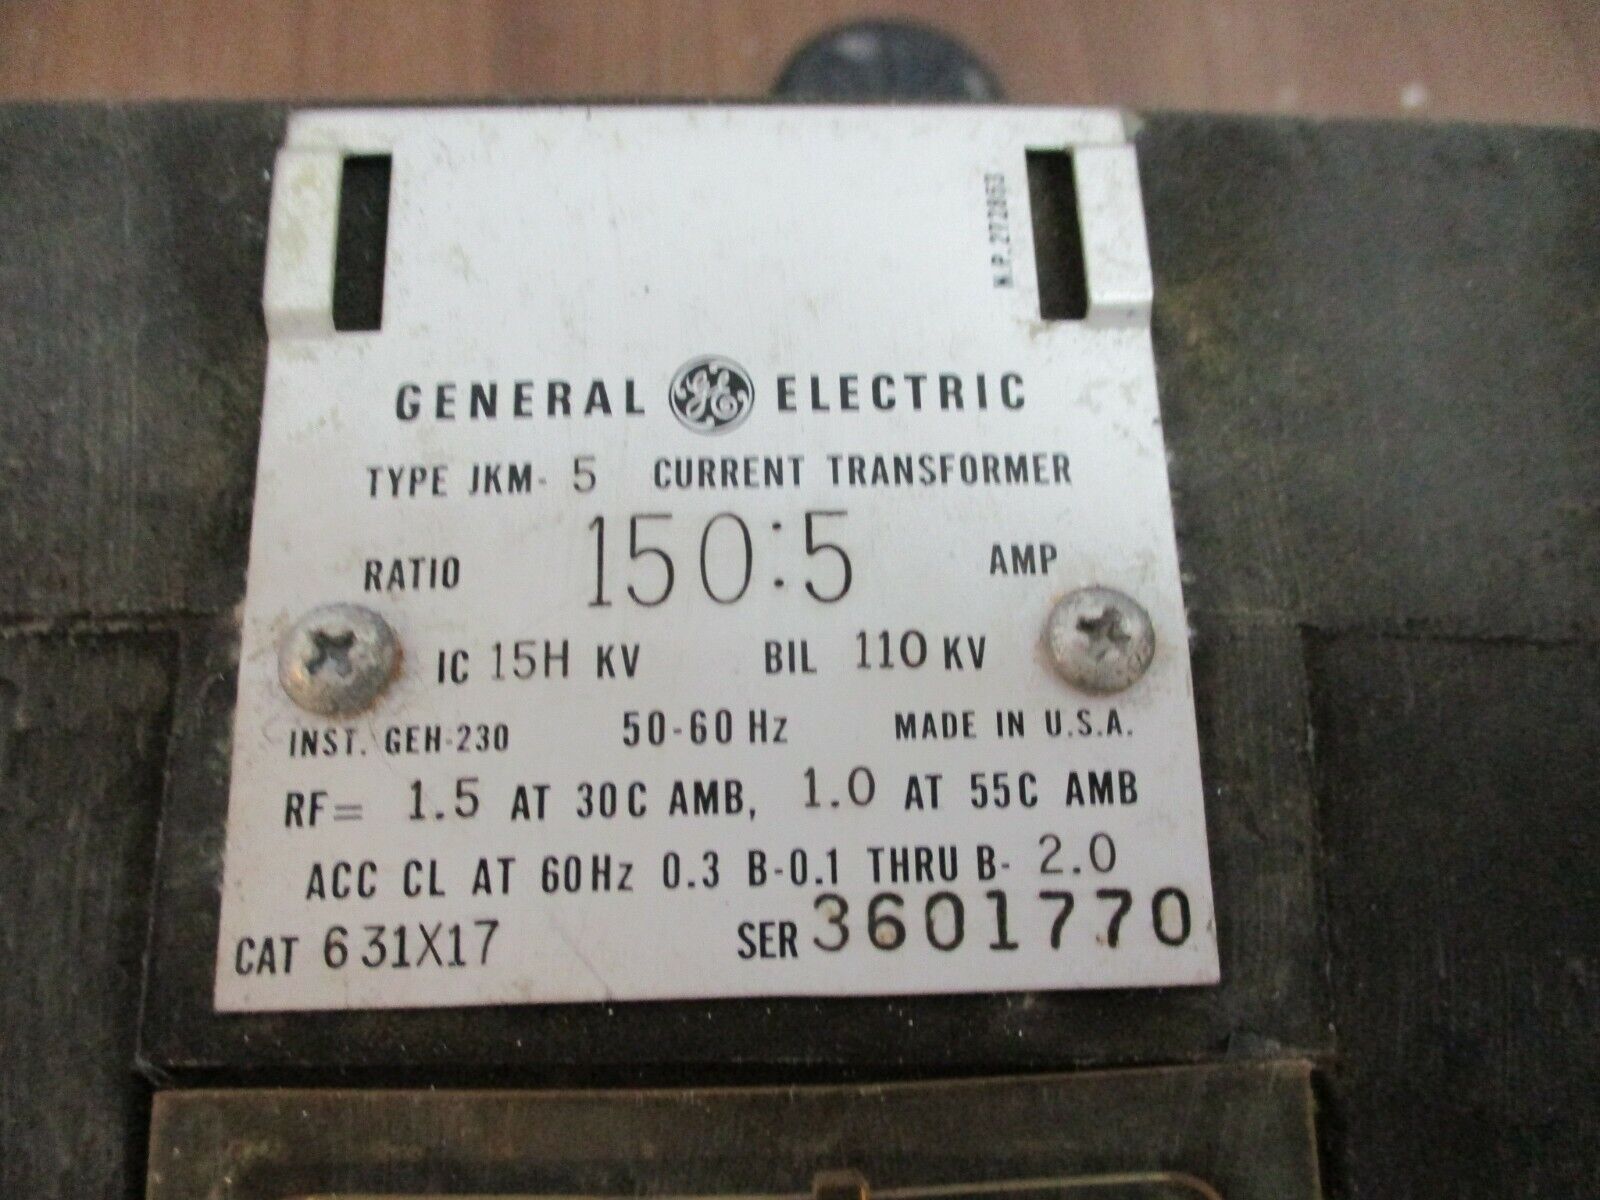 N.P. 2728863
GENERAL GE ELECTRIC
TYPE JKM- 5 CURRENT TRANSFORMER
RATIO 150:5 AMP
IC 15H KV BIL 110 KV
INST. GEH-230 50-60 Hz MADE IN U.S.A.
RF= 1.5 AT 30C AMB, 1.0 AT 55C AMB
ACC CL AT 60Hz 0.3 B-0.1 THRU B- 2.0
CAT 631X17 SER 3601770